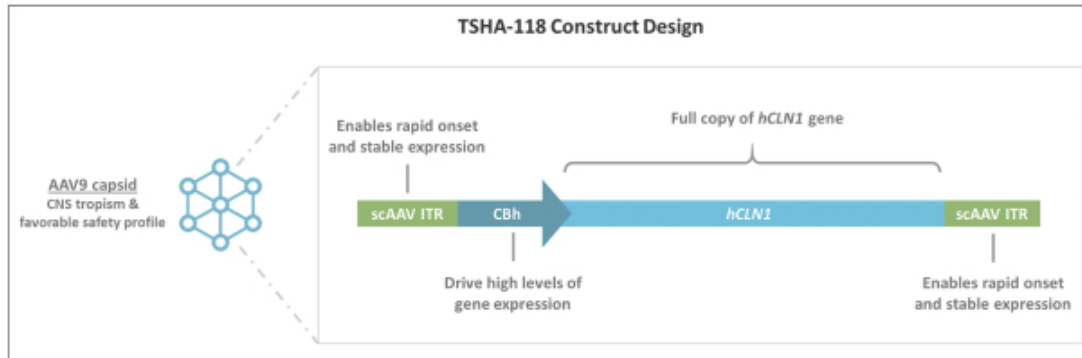 TSHA-118 Construct Design
Enables rapid onset
and stable expression
Full copy of hCLN1 gene
AAV9 capsid
CNS tropism &
favorable safety profile
scAAV ITR
CBh
hCLN1
scAAV ITR
Drive high levels of
gene expression
Enables rapid onset
and stable expression